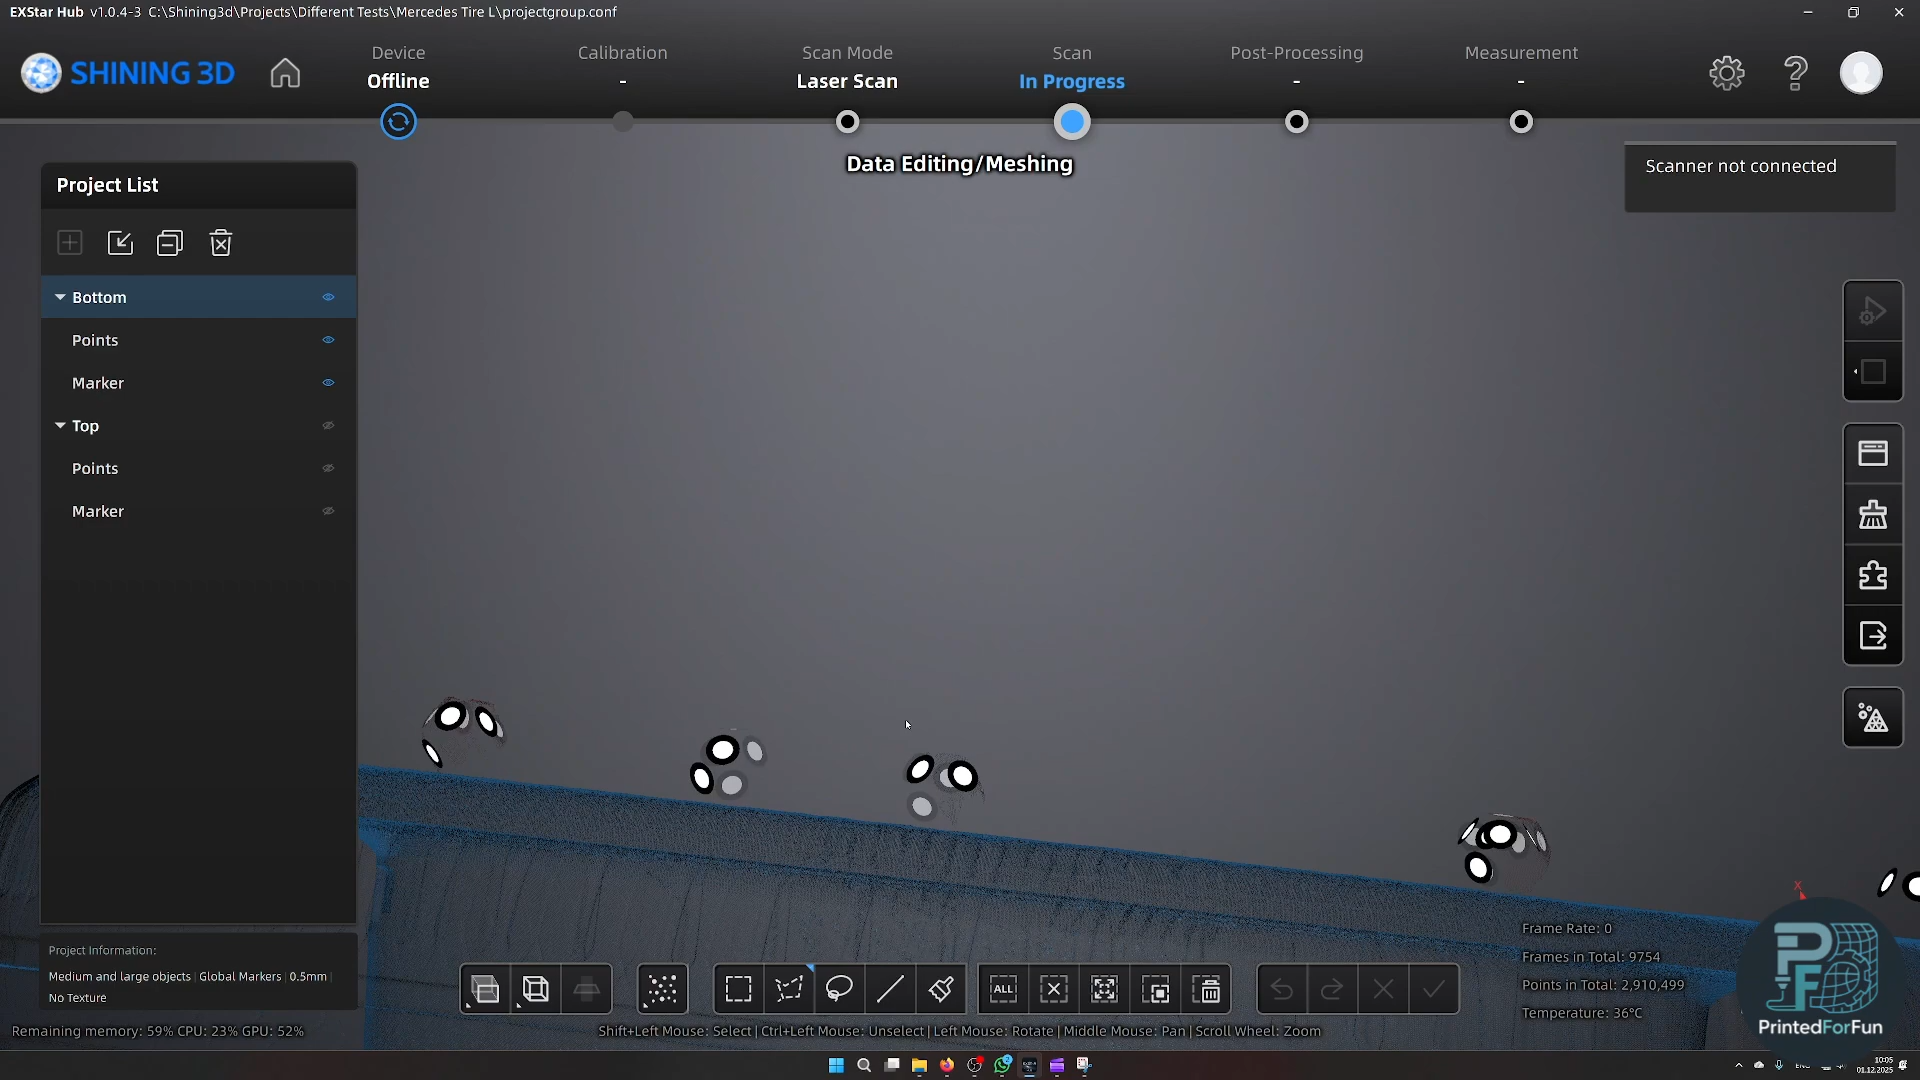 EXStar Hub v1.0.4-3 C:\Shining3d\Projects\Different Tests\Mercedes Tire L\projectgroup.conf
SHINING 3D
Device
Offline
Calibration
-
Scan Mode
Laser Scan
Scan
In Progress
Post-Processing
-
Measurement
-
Data Editing/Meshing
Scanner not connected
Project List
Bottom
Points
Marker
Top
Points
Marker
X
Project Information:
Medium and large objects | Global Markers | 0.5mm |
No Texture
Frame Rate: 0
Frames in Total: 9754
Points in Total: 2,910,499
Temperature: 36°C
ALL
PrintedForFun
Remaining memory: 59% CPU: 23% GPU: 52%
Shift+Left Mouse: Select | Ctrl+Left Mouse: Unselect | Left Mouse: Rotate | Middle Mouse: Pan | Scroll Wheel: Zoom
10:05
01.12.2025